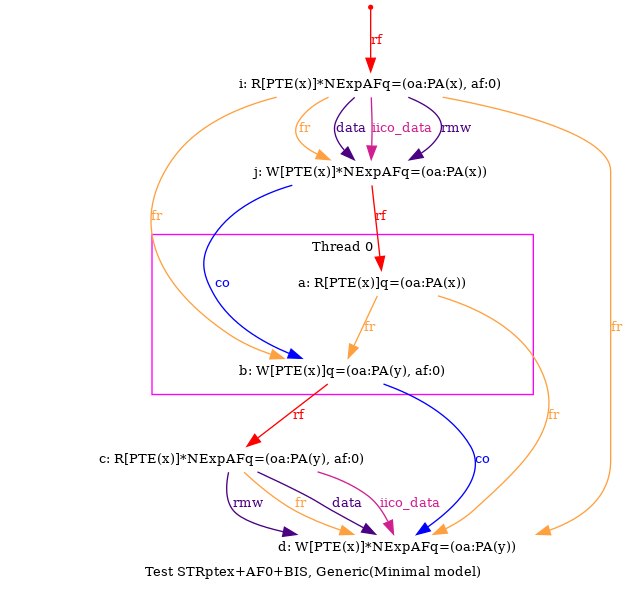 rf
i: R[PTE(x)]*NExpAFq=(oa:PA(x), af:0)
fr data iico_data rmw
j: W[PTE(x)]*NExpAFq=(oa:PA(x))
fr rf
Thread 0
co a: R[PTE(x)]q=(oa:PA(x))
fr fr
b: W[PTE(x)]q=(oa:PA(y), af:0)
rf fr
c: R[PTE(x)]*NExpAFq=(oa:PA(y), af:0) co
rmw fr data iico_data
d: W[PTE(x)]*NExpAFq=(oa:PA(y))
Test STRptex+AF0+BIS, Generic(Minimal model)